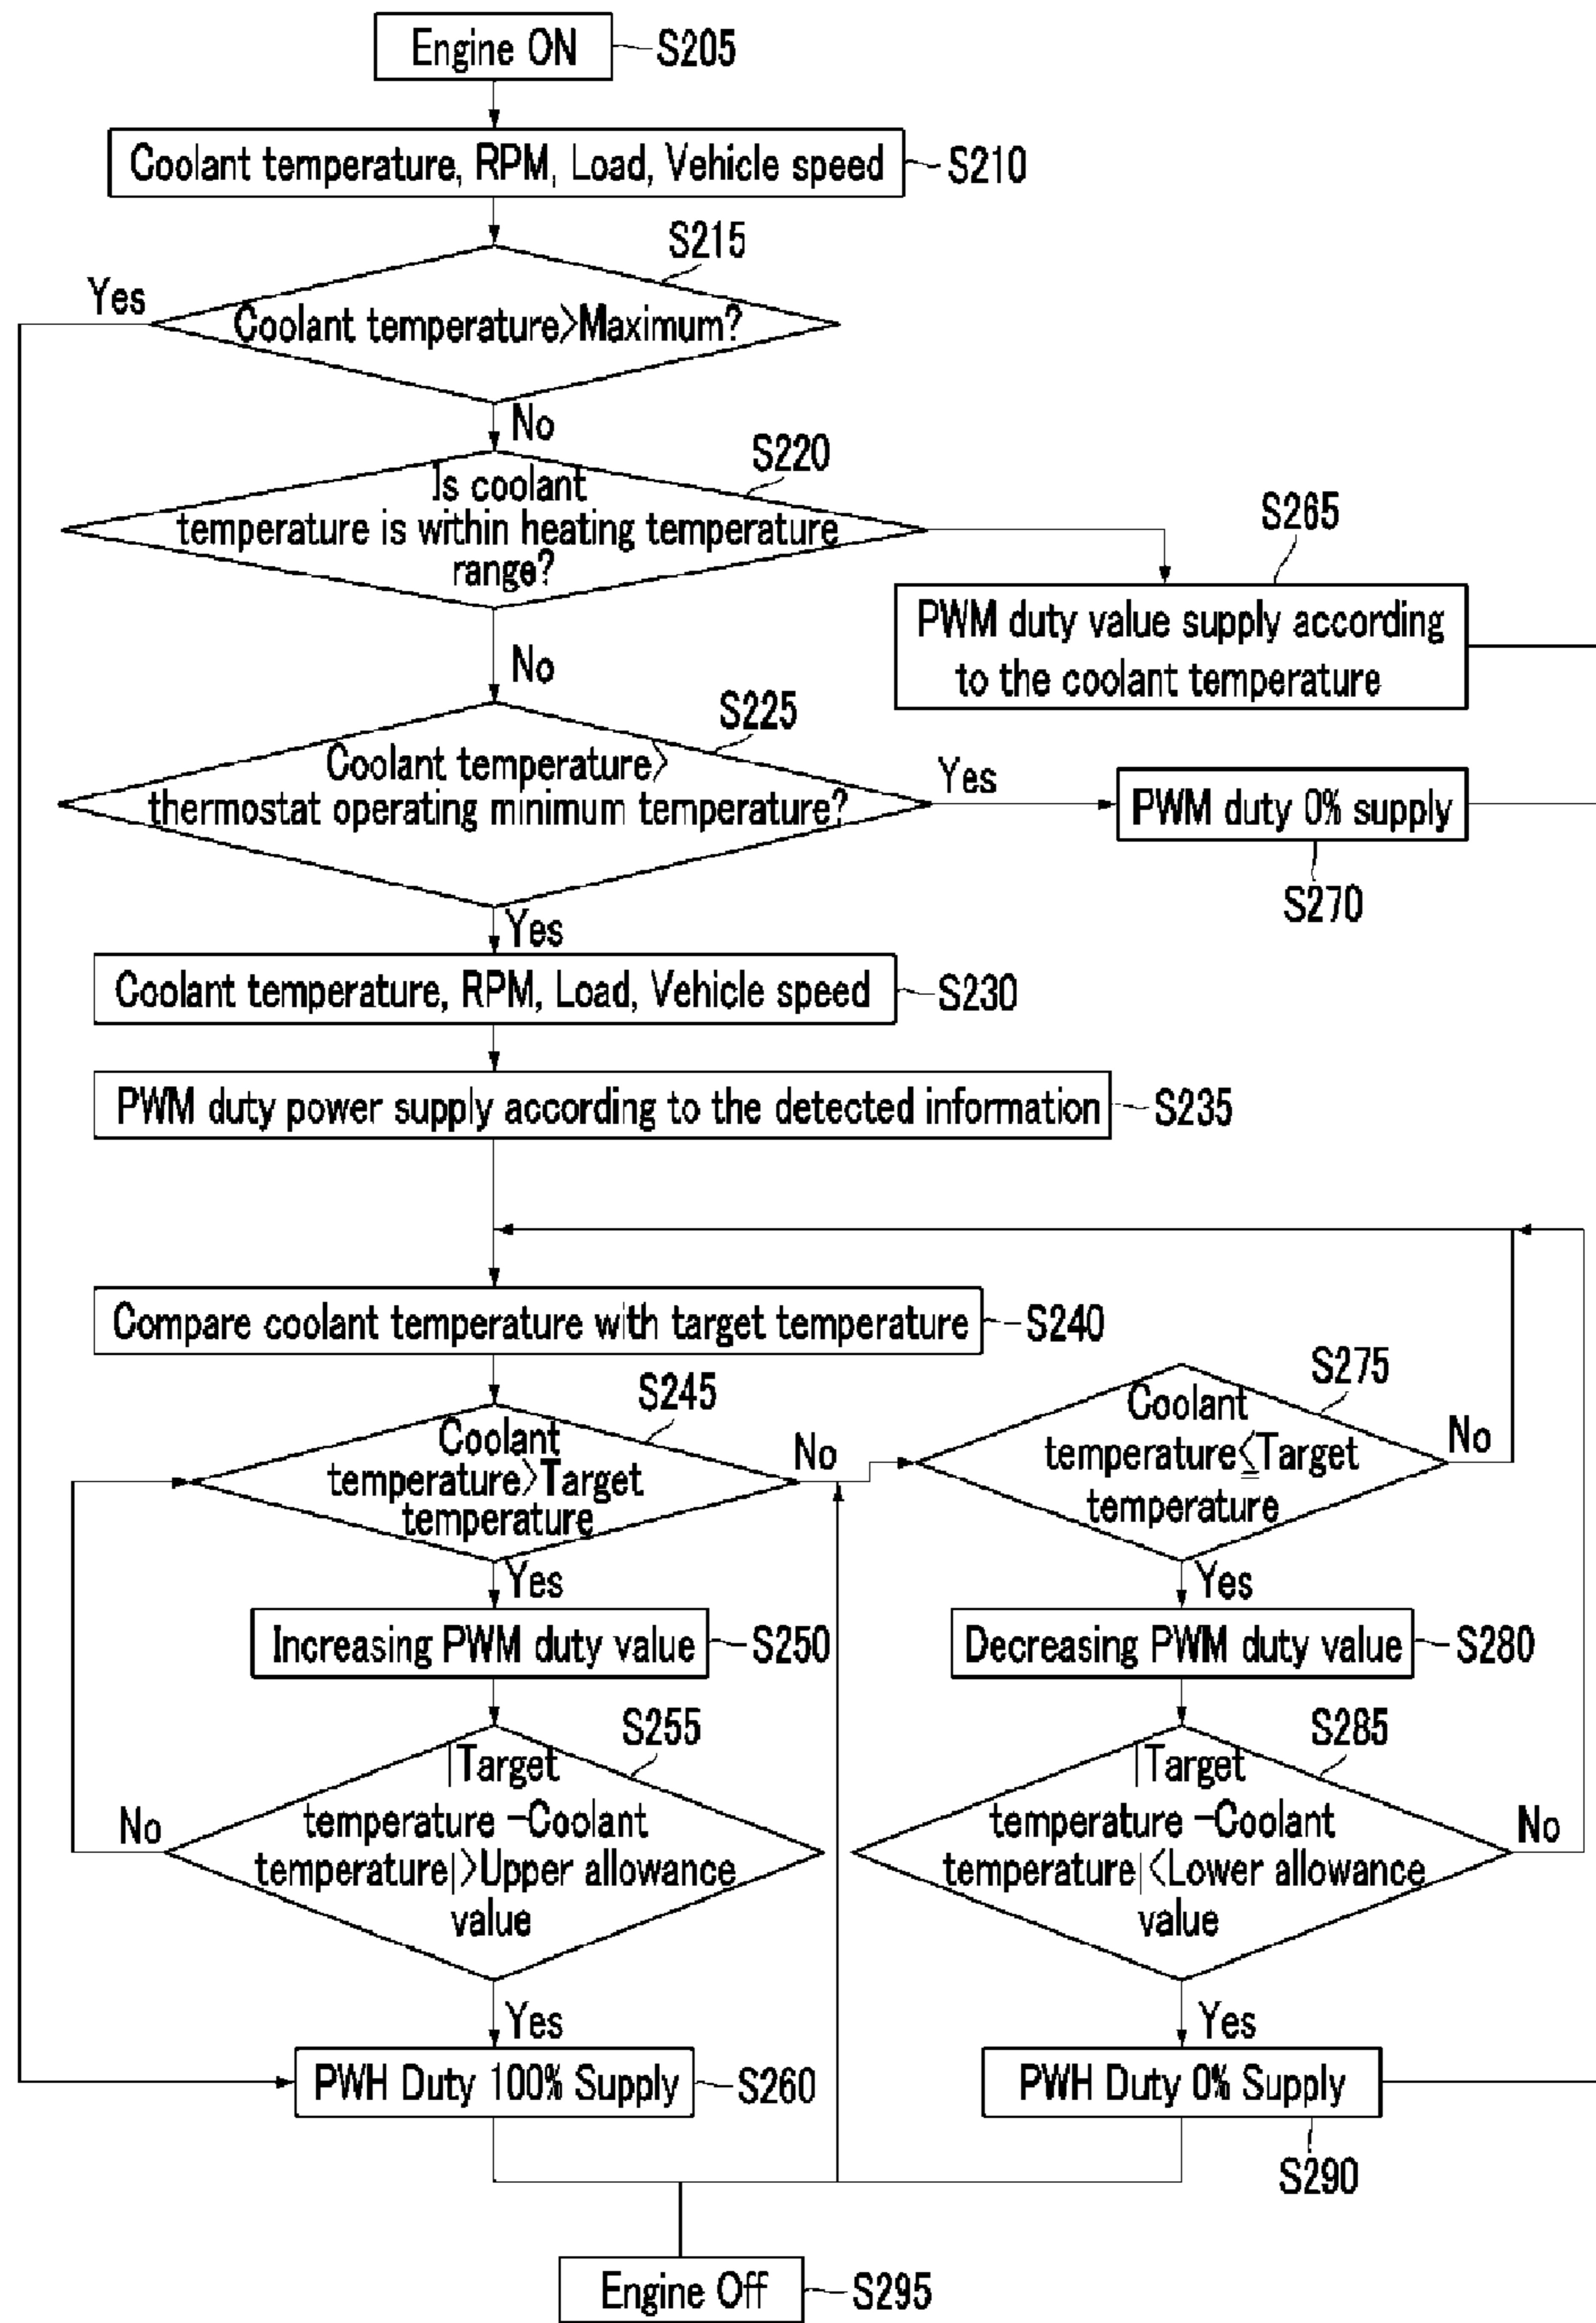 Engine ON
S205
Coolant temperature, RPM, Load, Vehicle speed
S210
S215
Yes
Coolant temperature>Maximum?
No
S220
Is coolant
temperature is within heating temperature
range?
S265
PWM duty value supply according
to the coolant temperature
No
S225
Coolant temperature>
thermostat operating minimum temperature?
Yes
PWM duty 0% supply
S270
Yes
Coolant temperature, RPM, Load, Vehicle speed
S230
PWM duty power supply according to the detected information
S235
Compare coolant temperature with target temperature
S240
S245
Coolant
temperature>Target
temperature
No
S275
Coolant
temperature≤Target
temperature
No
Yes
Yes
Increasing PWM duty value
S250
Decreasing PWM duty value
S280
S255
|Target
temperature -Coolant
temperature|>Upper allowance
value
No
S285
|Target
temperature -Coolant
temperature|<Lower allowance
value
No
Yes
Yes
PWH Duty 100% Supply
S260
PWH Duty 0% Supply
S290
Engine Off
S295